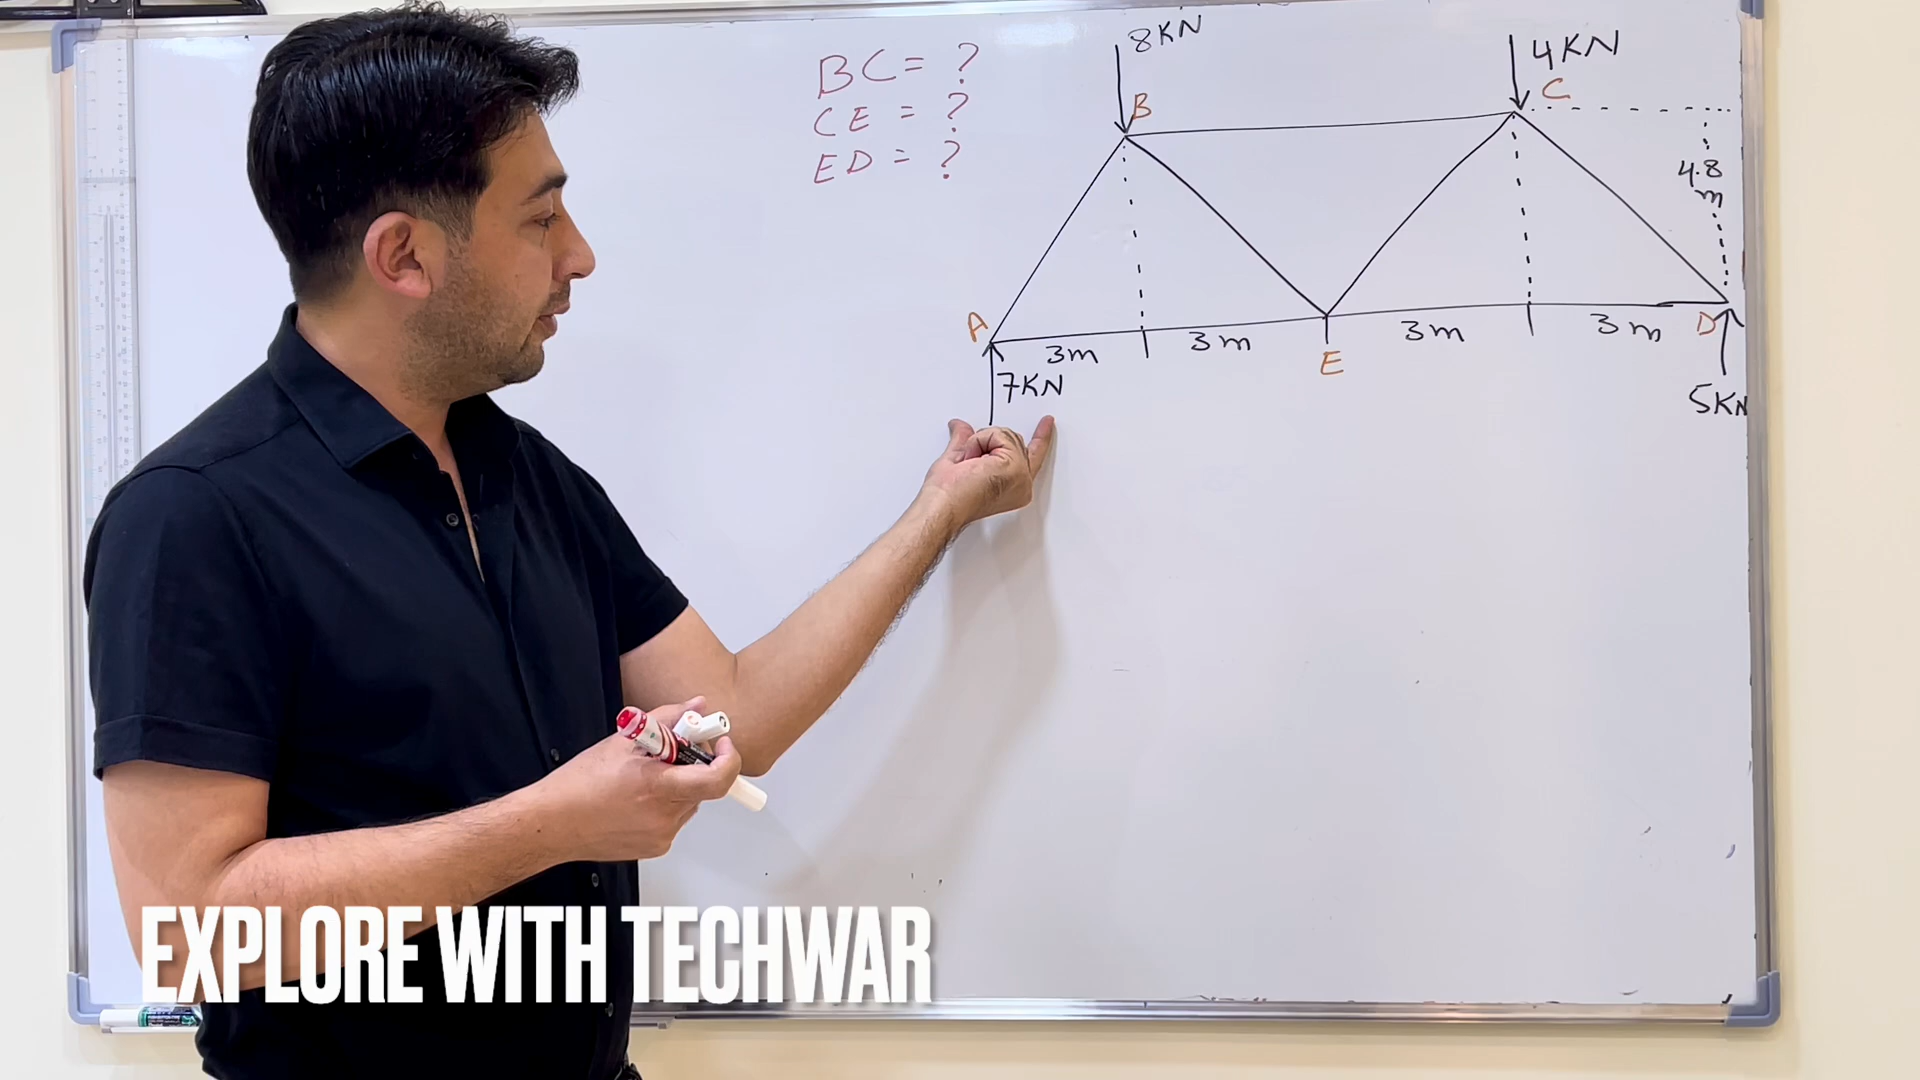 BC = ?
CE = ?
ED = ?
8KN
4KN
B
C
4.8
m
A
3m
3m
3m
3m
D
E
7KN
5KN
EXPLORE WITH TECHWAR